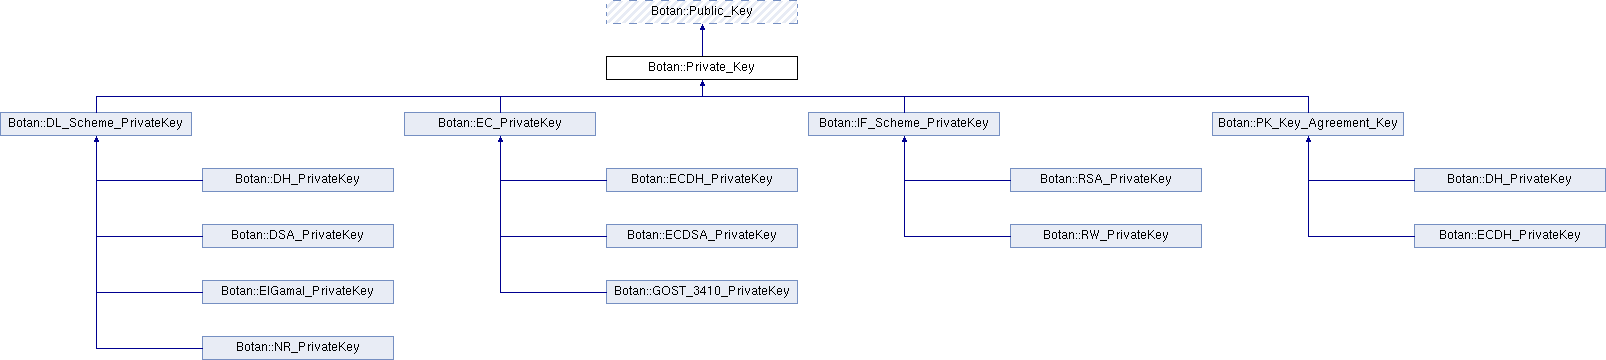 Botan::Public_Key
Botan::Private_Key
Botan::DL_Scheme_PrivateKey
Botan::EC_PrivateKey
Botan::IF_Scheme_PrivateKey
Botan::PK_Key_Agreement_Key
Botan::DH_PrivateKey
Botan::ECDH_PrivateKey
Botan::RSA_PrivateKey
Botan::DH_PrivateKey
Botan::DSA_PrivateKey
Botan::ECDSA_PrivateKey
Botan::RW_PrivateKey
Botan::ECDH_PrivateKey
Botan::ElGamal_PrivateKey
Botan::GOST_3410_PrivateKey
Botan::NR_PrivateKey